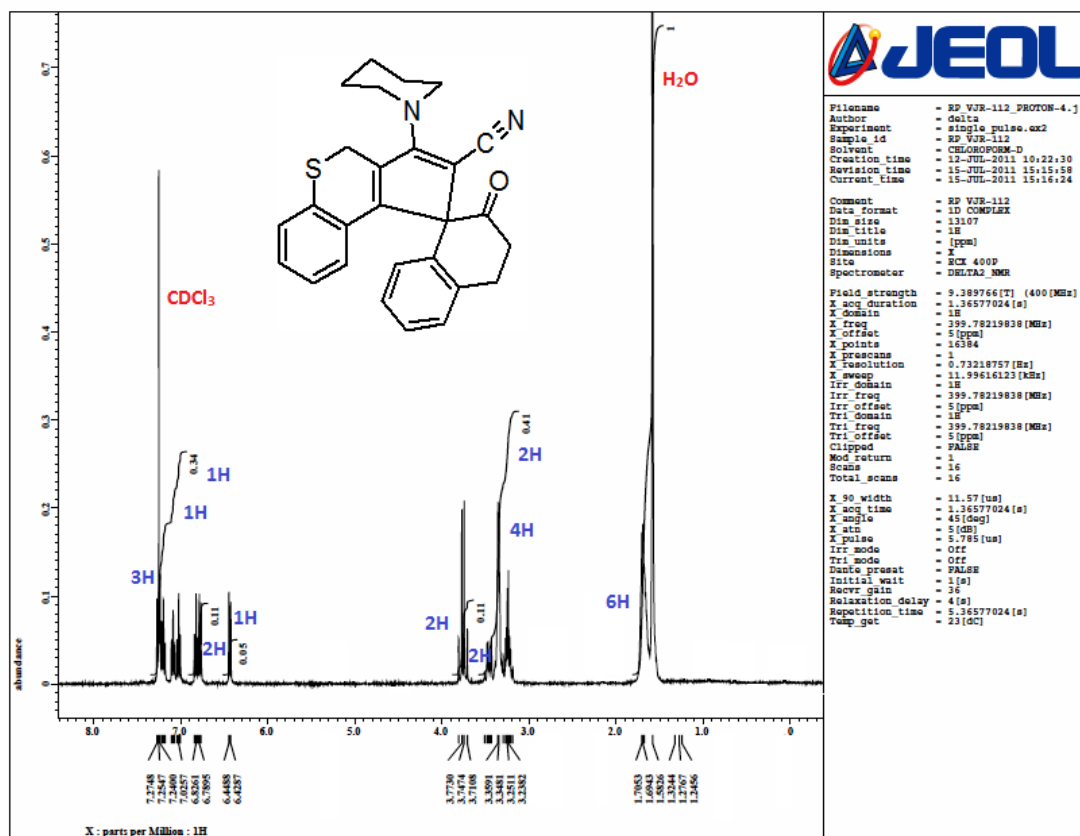 JEOL
Filename = RP_VJR-112_PROTON-4.j
Author = delta
Experiment = single_pulse.ex2
Sample_id = RP_VJR-112
Solvent = CHLOROFORM-D
Creation_time = 12-JUL-2011 10:22:30
Revision_time = 15-JUL-2011 15:15:58
Current_time = 15-JUL-2011 15:16:24
Comment = RP VJR-112
Data_format = 1D COMPLEX
Dim_size = 13107
Dim_title = 1H
Dim_units = [ppm]
Dimensions = X
Site = ECX 400P
Spectrometer = DELTA2_NMR
Field_strength = 9.389766[T] (400[MHz]
X_acq_duration = 1.36577024[s]
X_domain = 1H
X_freq = 399.78219838[MHz]
X_offset = 5[ppm]
X_points = 16384
X_prescans = 1
X_resolution = 0.73218757[Hz]
X_sweep = 11.99616123[kHz]
Irr_domain = 1H
Irr_freq = 399.78219838[MHz]
Irr_offset = 5[ppm]
Tri_domain = 1H
Tri_freq = 399.78219838[MHz]
Tri_offset = 5[ppm]
Clipped = FALSE
Mod_return = 1
Scans = 16
Total_scans = 16
X_90_width = 11.57[us]
X_acq_time = 1.36577024[s]
X_angle = 45[deg]
X_atn = 5[dB]
X_pulse = 5.785[us]
Irr_mode = Off
Tri_mode = Off
Dante_presat = FALSE
Initial_wait = 1[s]
Recvr_gain = 36
Relaxation_delay = 4[s]
Repetition_time = 5.36577024[s]
Temp_get = 23[dC]
N
N
S
O
H₂O
1
CDCl₃
0.41
2H
0.34
1H
1H
4H
3H
1H
2H
0.11
0.05
2H
2H
0.11
6H
abundance
0.7
0.6
0.5
0.4
0.3
0.2
0.1
0
8.0 7.0 6.0 5.0 4.0 3.0 2.0 1.0 0
7.2748
7.2547
7.2400
7.0257
6.8261
6.7895
6.4488
6.4287
3.7730
3.7474
3.7108
3.3591
3.3481
3.2511
3.2382
1.7053
1.6943
1.5826
1.3244
1.2767
1.2456
X : parts per Million : 1H